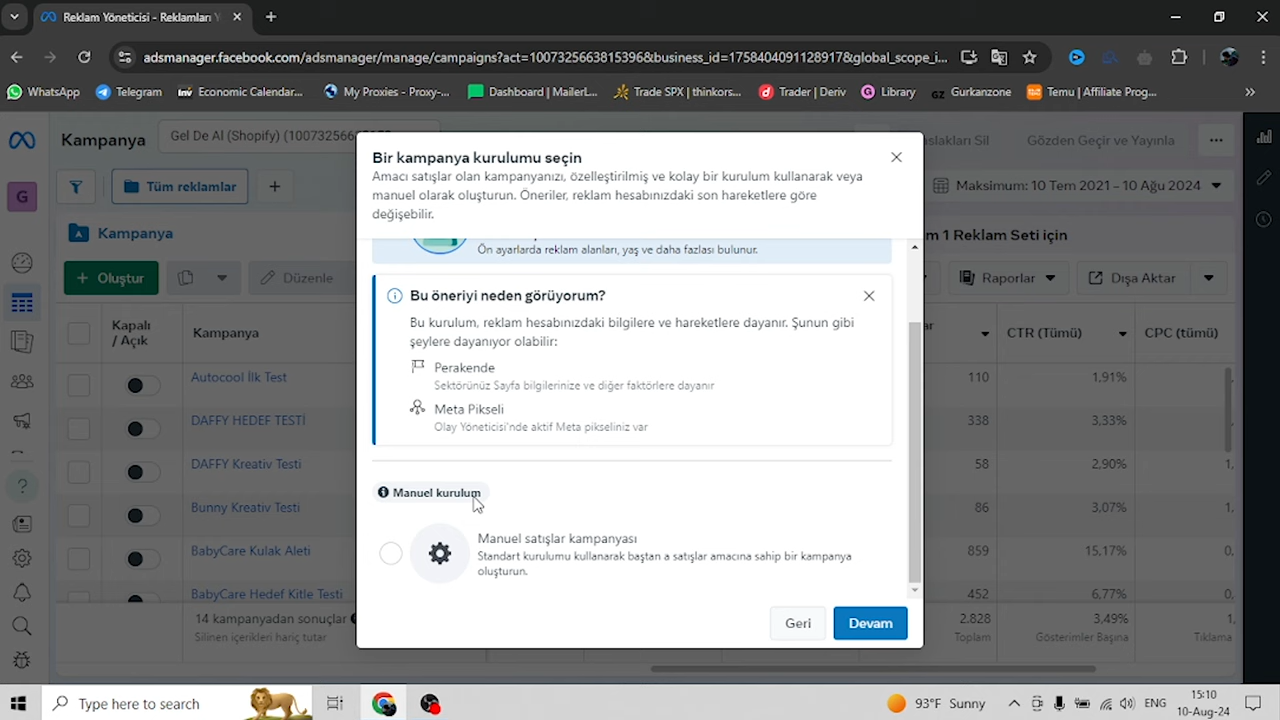 Reklam Yöneticisi - Reklamları Y
adsmanager.facebook.com/adsmanager/manage/campaigns?act=1007325663815396&business_id=1758404091128917&global_scope_i...
WhatsApp
Telegram
Economic Calendar...
My Proxies - Proxy-...
Dashboard | MailerL...
Trade SPX | thinkors...
Trader | Deriv
Library
GZ Gurkanzone
Temu | Affiliate Prog...
Kampanya
Gel De Al (Shopify)
aslakları Sil
Gözden Geçir ve Yayınla
G
Tüm reklamlar
Maksimum: 10 Tem 2021 – 10 Ağu 2024
Kampanya
m 1 Reklam Seti için
+ Oluştur
Düzenle
Raporlar
Dışa Aktar
Kapalı
/ Açık
Kampanya
ar
CTR (Tümü)
CPC (tümü)
Autocool İlk Test
110
1,91%
DAFFY HEDEF TESTİ
338
3,33%
DAFFY Kreativ Testi
58
2,90%
1,
Bunny Kreativ Testi
86
3,07%
1,
BabyCare Kulak Aleti
859
15,17%
0,
BabyCare Hedef Kitle Testi
452
6,77%
0,
14 kampanyadan sonuçlar
Silinen içerikleri hariç tutar
2.828
Toplam
3,49%
Gösterimler Başına
1,
Tıklama
Bir kampanya kurulumu seçin
Amacı satışlar olan kampanyanızı, özelleştirilmiş ve kolay bir kurulum kullanarak veya
manuel olarak oluşturun. Öneriler, reklam hesabınızdaki son hareketlere göre
değişebilir.
Ön ayarlarda reklam alanları, yaş ve daha fazlası bulunur.
Bu öneriyi neden görüyorum?
Bu kurulum, reklam hesabınızdaki bilgilere ve hareketlere dayanır. Şunun gibi
şeylere dayanıyor olabilir:
Perakende
Sektörünüz Sayfa bilgilerinize ve diğer faktörlere dayanır
Meta Pikseli
Olay Yöneticisi'nde aktif Meta pikseliniz var
Manuel kurulum
Manuel satışlar kampanyası
Standart kurulumu kullanarak baştan a satışlar amacına sahip bir kampanya
oluşturun.
Geri
Devam
Type here to search
93°F Sunny
ENG
15:10
10-Aug-24